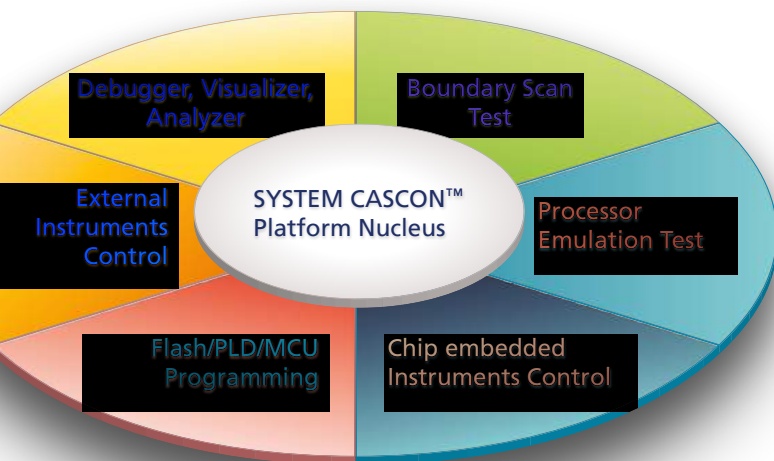 Debugger, Visualizer,
Analyzer
Boundary Scan
Test
External
Instruments
Control
SYSTEM CASCON™
Platform Nucleus
Processor
Emulation Test
Flash/PLD/MCU
Programming
Chip embedded
Instruments Control